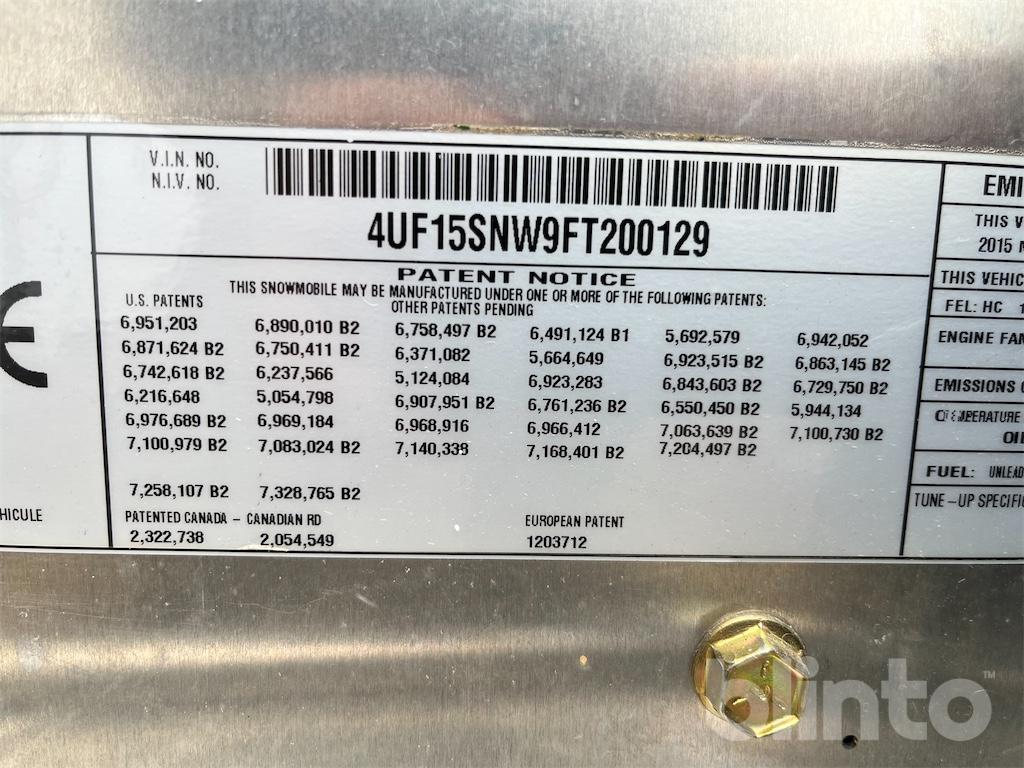 V.I.N. NO.
N.I.V. NO.
4UF15SNW9FT200129
PATENT NOTICE
THIS SNOWMOBILE MAY BE MANUFACTURED UNDER ONE OR MORE OF THE FOLLOWING PATENTS:
OTHER PATENTS PENDING
U.S. PATENTS
6,951,203 6,890,010 B2 6,758,497 B2 6,491,124 B1 5,692,579 6,942,052
6,871,624 B2 6,750,411 B2 6,371,082 5,664,649 6,923,515 B2 6,863,145 B2
6,742,618 B2 6,237,566 5,124,084 6,923,283 6,843,603 B2 6,729,750 B2
6,216,648 5,054,798 6,907,951 B2 6,761,236 B2 6,550,450 B2 5,944,134
6,976,689 B2 6,969,184 6,968,916 6,966,412 7,063,639 B2 7,100,730 B2
7,100,979 B2 7,083,024 B2 7,140,339 7,168,401 B2 7,204,497 B2
7,258,107 B2 7,328,765 B2
PATENTED CANADA - CANADIAN RD EUROPEAN PATENT
2,322,738 2,054,549 1203712
CE
HICULE
EMI
THIS V
2015 M
THIS VEHIC
FEL: HC 1
ENGINE FAM
EMISSIONS
OI
FUEL: UNLEAD
TUNE-UP SPECIFI
blinto™